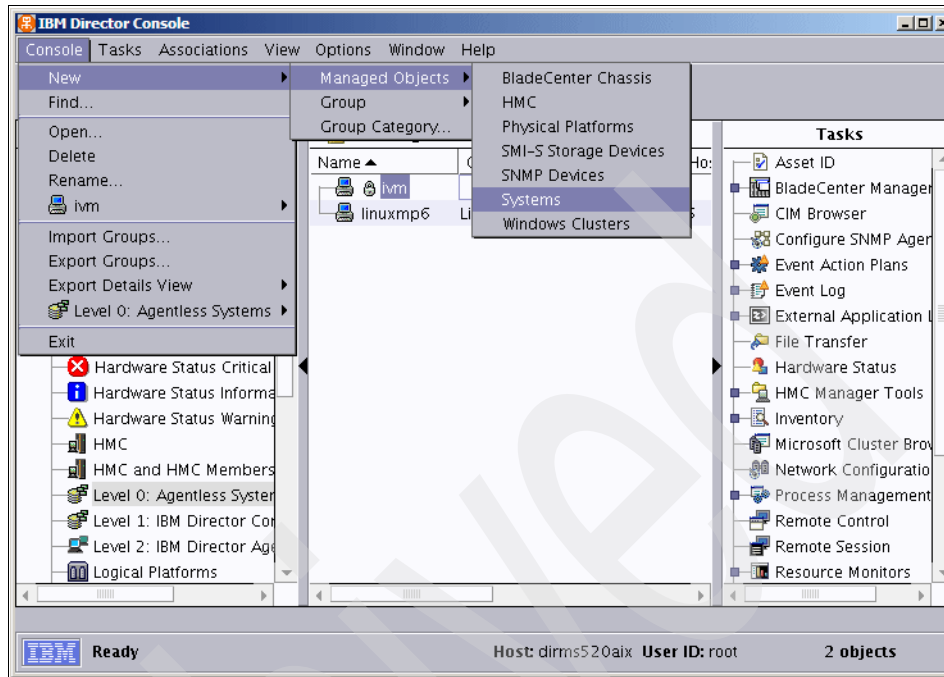 IBM Director Console
Console Tasks Associations View Options Window Help
New
Find...
Open...
Delete
Rename...
ivm
Import Groups...
Export Groups...
Export Details View
Level 0: Agentless Systems
Exit
Managed Objects
Group
Group Category...
BladeCenter Chassis
HMC
Physical Platforms
SMI-S Storage Devices
SNMP Devices
Systems
Windows Clusters
Hardware Status Critical
Hardware Status Informa
Hardware Status Warning
HMC
HMC and HMC Members
Level 0: Agentless System
Level 1: IBM Director Cor
Level 2: IBM Director Age
Logical Platforms
Name
ivm
linuxmp6 Li
Tasks
Asset ID
BladeCenter Manager
CIM Browser
Configure SNMP Agen
Event Action Plans
Event Log
External Application
File Transfer
Hardware Status
HMC Manager Tools
Inventory
Microsoft Cluster Brow
Network Configuratio
Process Management
Remote Control
Remote Session
Resource Monitors
IBM Ready Host: dirms520aix User ID: root 2 objects